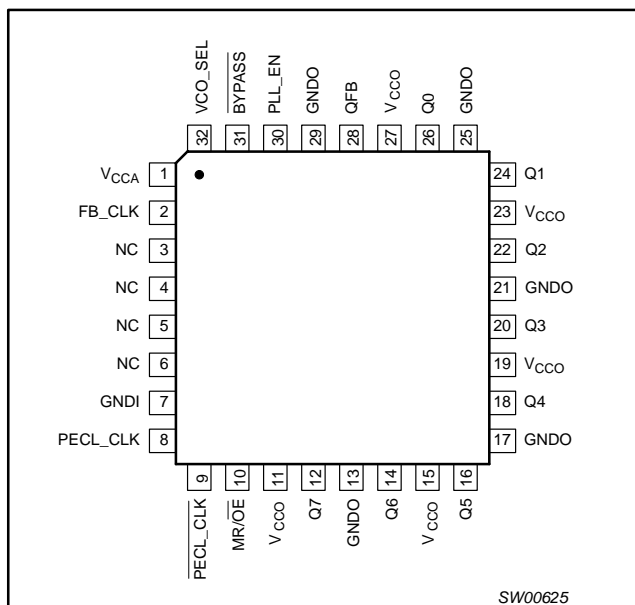 VCO_SEL
BYPASS
PLL_EN
GNDO
QFB
VCCO
Q0
GNDO
32 31 30 29 28 27 26 25
VCCA 1
FB_CLK 2
NC 3
NC 4
NC 5
NC 6
GNDI 7
PECL_CLK 8
24 Q1
23 VCCO
22 Q2
21 GNDO
20 Q3
19 VCCO
18 Q4
17 GNDO
9 10 11 12 13 14 15 16
PECL_CLK
MR/OE
VCCO
Q7
GNDO
Q6
VCCO
Q5
SW00625